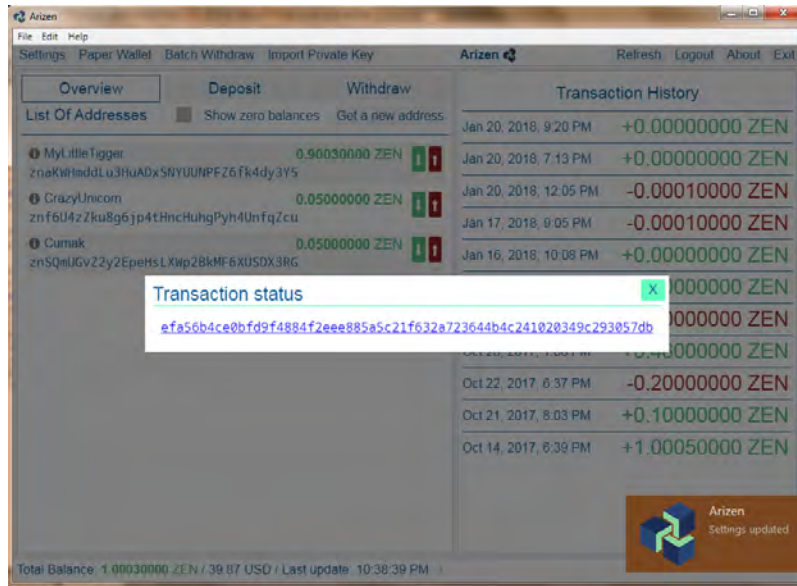 Arizen
File Edit Help
Settings Paper Wallet Batch Withdraw Import Private Key Arizen Refresh Logout About Exit
Overview Deposit Withdraw
List Of Addresses Show zero balances Get a new address
MyLittleTigger 0.90030000 ZEN
CrazyUnicorn 0.05000000 ZEN
znf6U4z7ku8g6jp4tHncHuhgPyh4UnfqZcu
Cumak 0.05000000 ZEN
Transaction History
Jan 20, 2018, 9:20 PM +0.00000000 ZEN
Jan 20, 2018, 7:13 PM +0.00000000 ZEN
Jan 20, 2018, 12:05 PM -0.00010000 ZEN
Jan 17, 2018, 9:05 PM -0.00010000 ZEN
Jan 16, 2018, 10:08 PM +0.00000000 ZEN
0000000 ZEN
0000000 ZEN
ZEN
Oct 22, 2017, 6:37 PM -0.20000000 ZEN
Oct 21, 2017, 8:03 PM +0.10000000 ZEN
Oct 14, 2017, 6:39 PM +1.00050000 ZEN
Transaction status X
efa56b4ce0bfd9f4884f2eee885a5c21f632a723644b4c241020349c293057db
Arizen
Settings updated
Total Balance: 1.00030000 ZEN / 39.87 USD / Last update: 10:38:39 PM